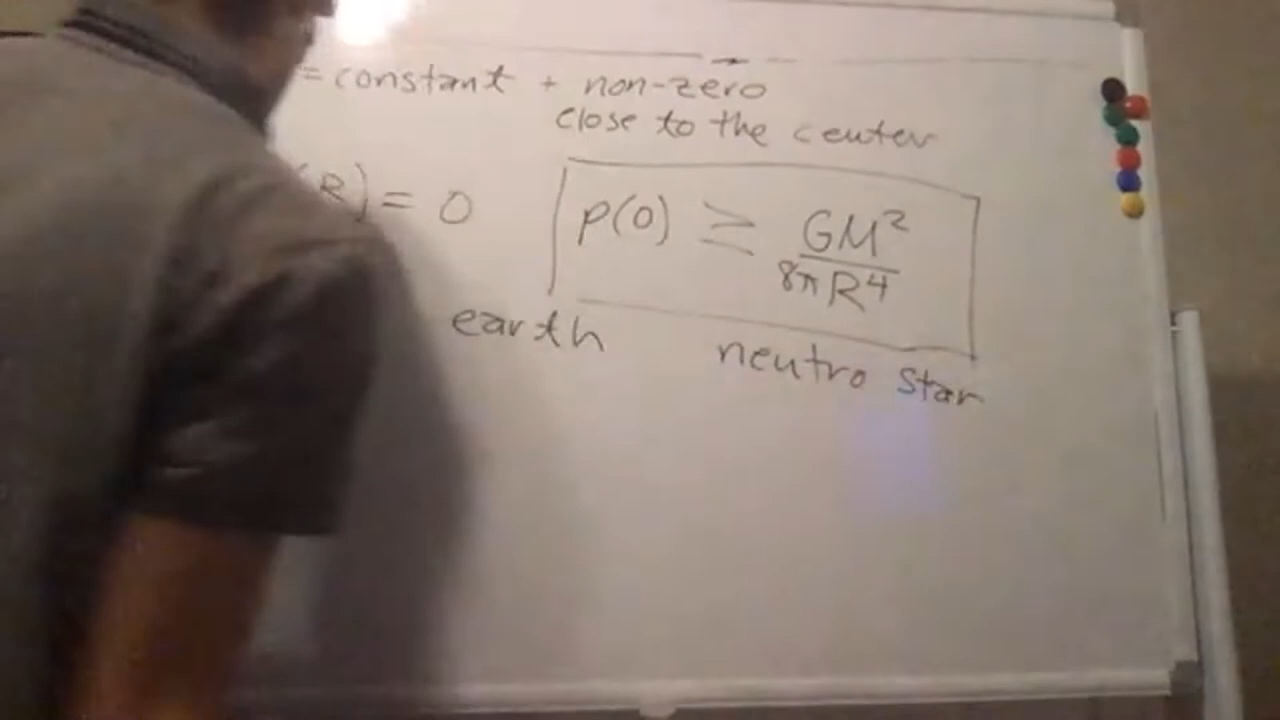 = constant + non-zero
close to the center
(R) = 0
p(0) ≥ GM² / 8πR⁴
earth
neutro star